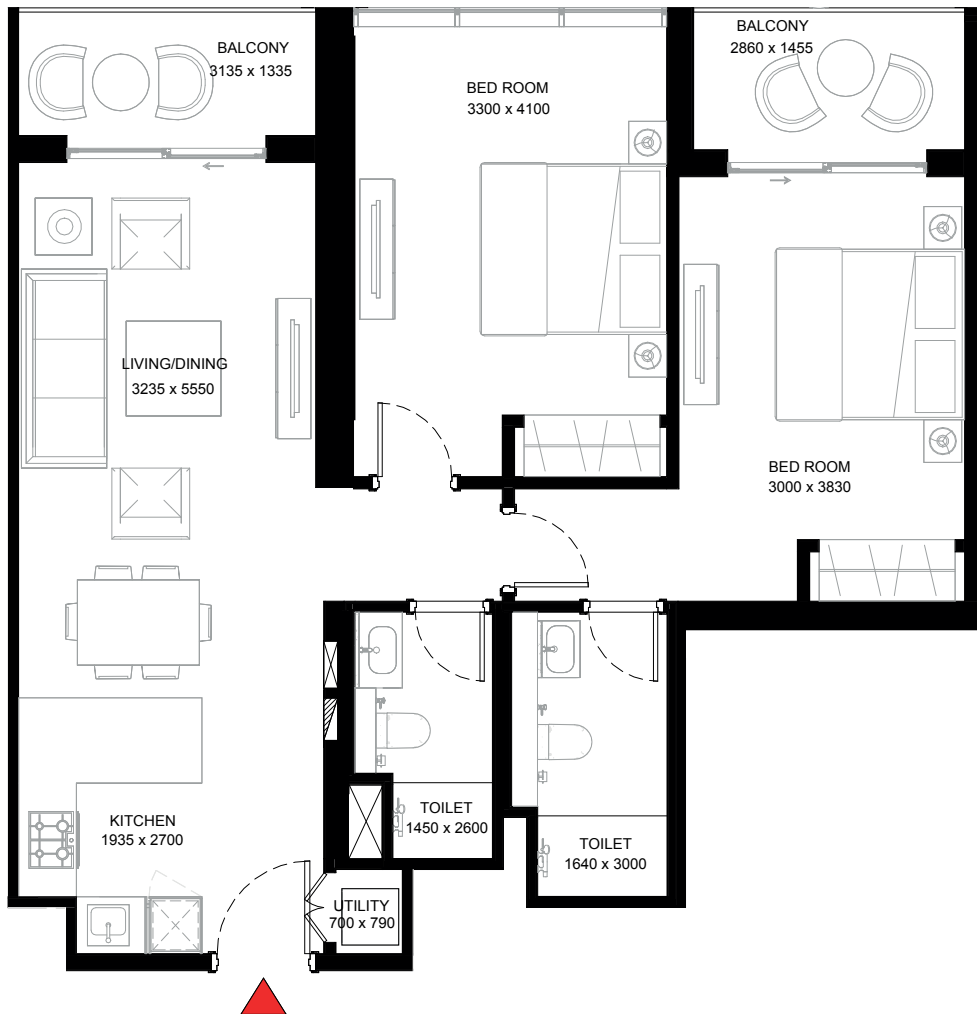 BALCONY
3135 x 1335
BED ROOM
3300 x 4100
BALCONY
2860 x 1455
LIVING/DINING
3235 x 5550
BED ROOM
3000 x 3830
KITCHEN
1935 x 2700
TOILET
1450 x 2600
TOILET
1640 x 3000
UTILITY
700 x 790